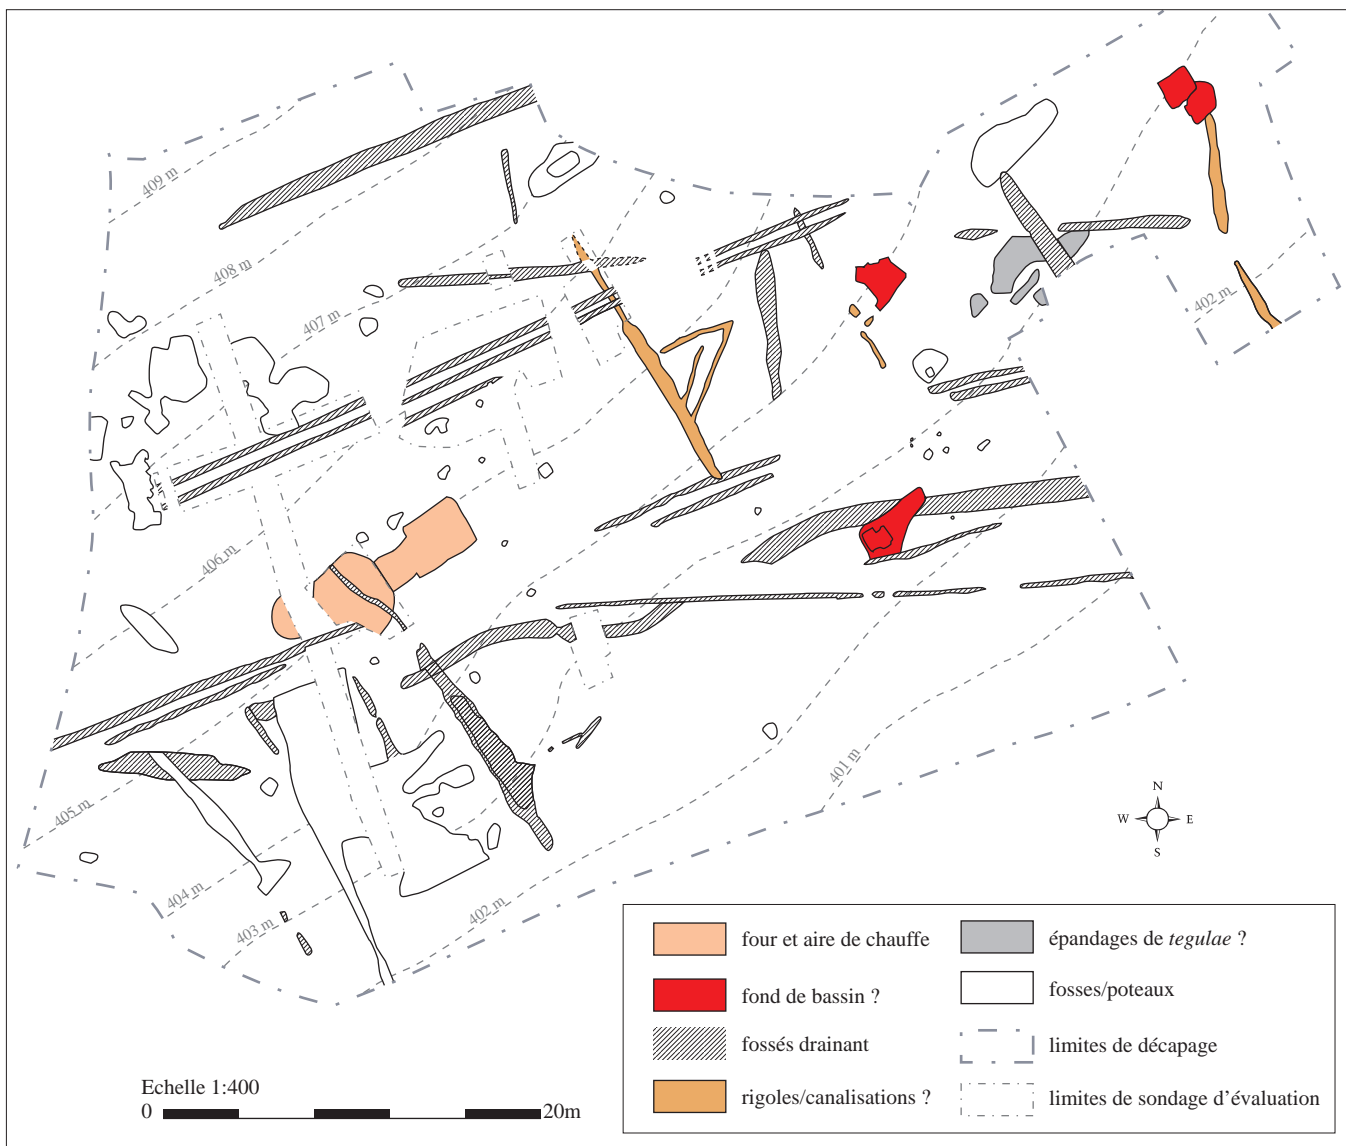 409 m
408 m
407 m
406 m
405 m
404 m
403 m
402 m
401 m
402 m
N
W E
S
four et aire de chauffe
fond de bassin ?
fossés drainant
rigoles/canalisations ?
épandages de tegulae ?
fosses/poteaux
limites de décapage
limites de sondage d'évaluation
Echelle 1:400
0 20m